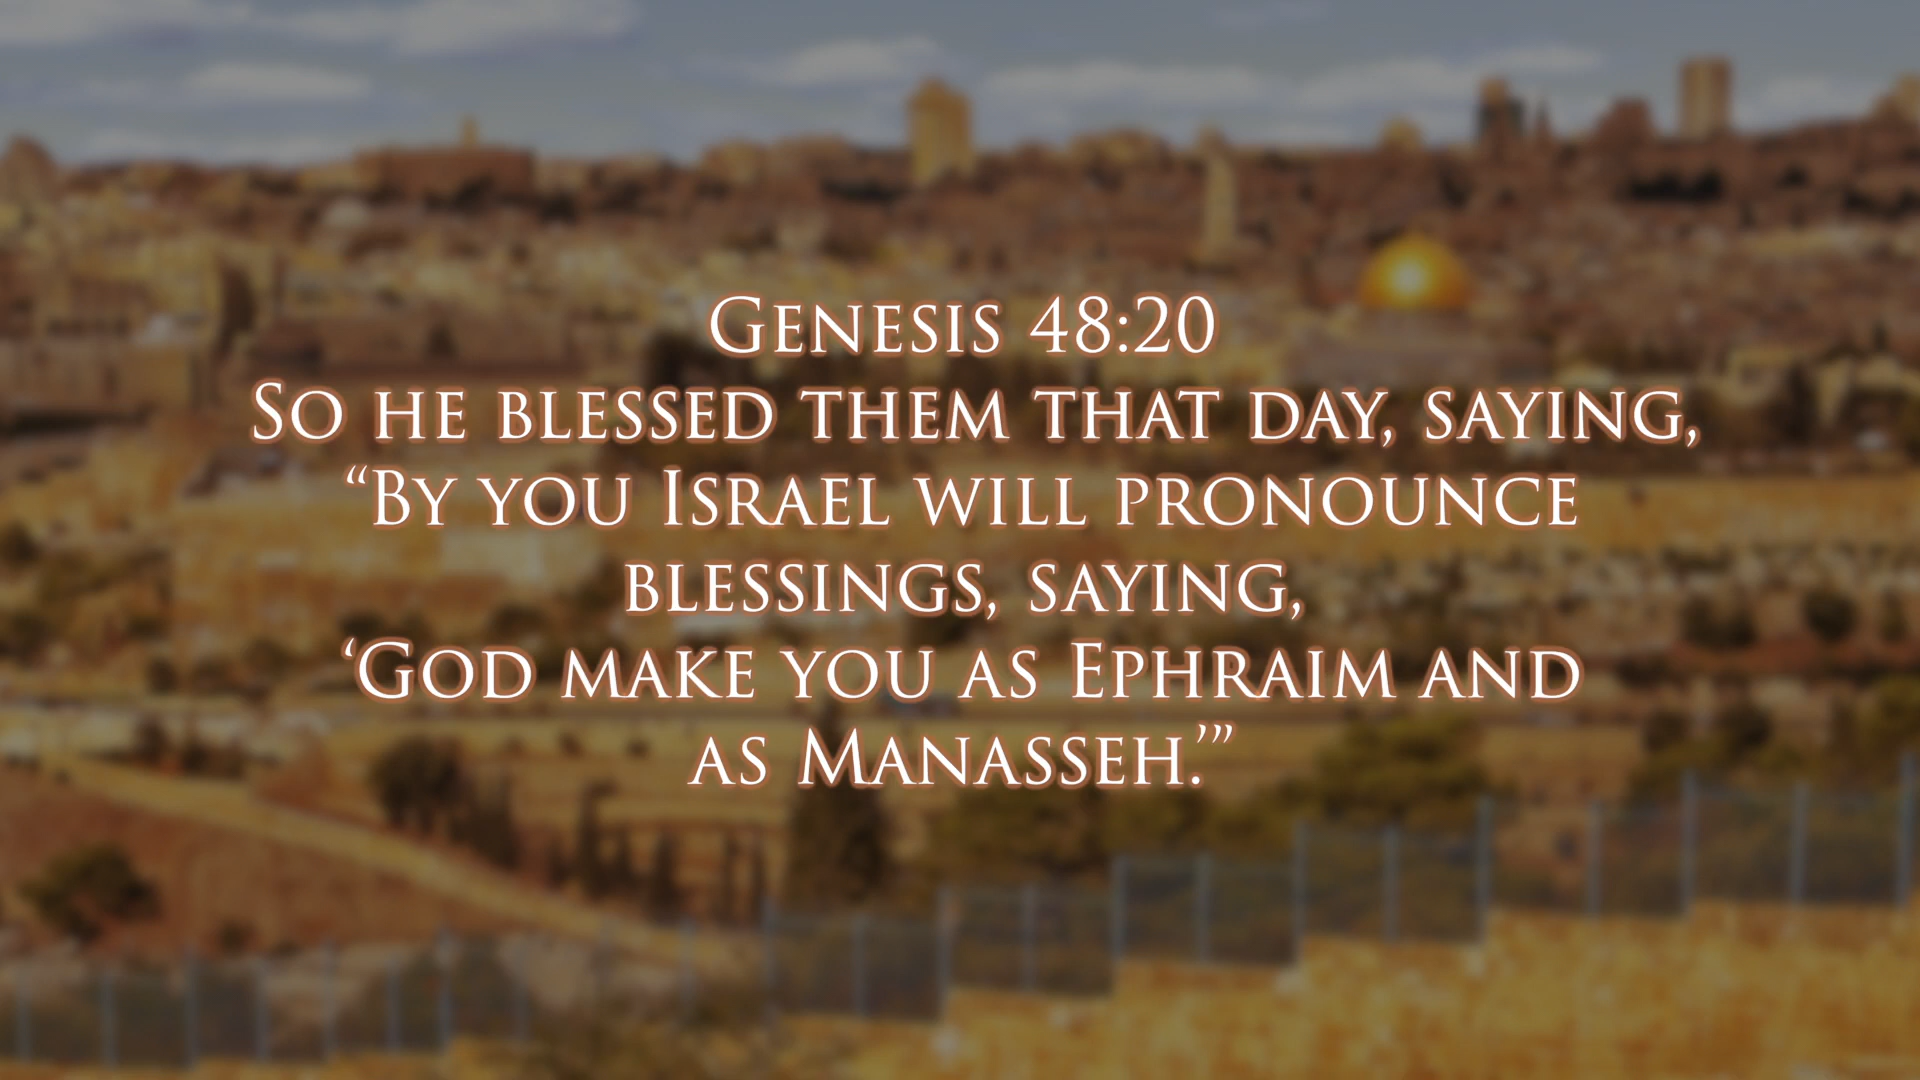 Genesis 48:20
So he blessed them that day, saying,
“By you Israel will pronounce
blessings, saying,
‘God make you as Ephraim and
as Manasseh.’”